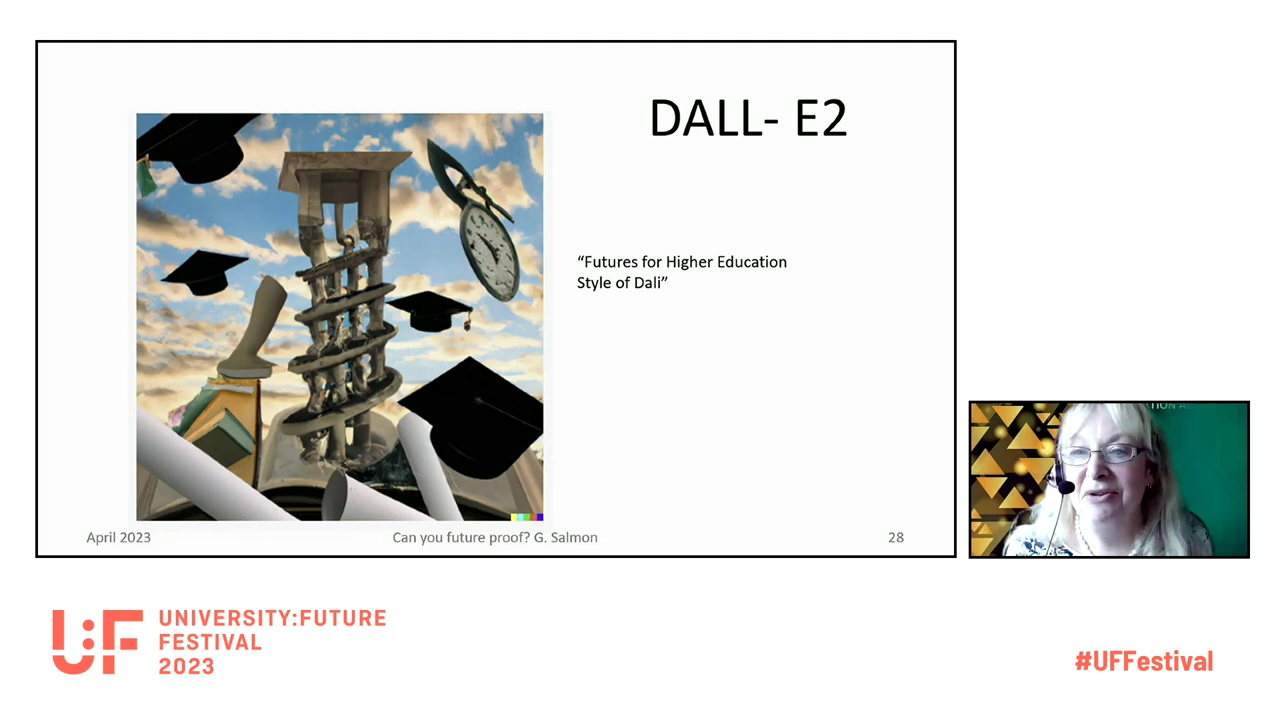 DALL- E2
“Futures for Higher Education
Style of Dali”
April 2023
Can you future proof? G. Salmon
28
U:F
UNIVERSITY:FUTURE
FESTIVAL
2023
#UFFestival